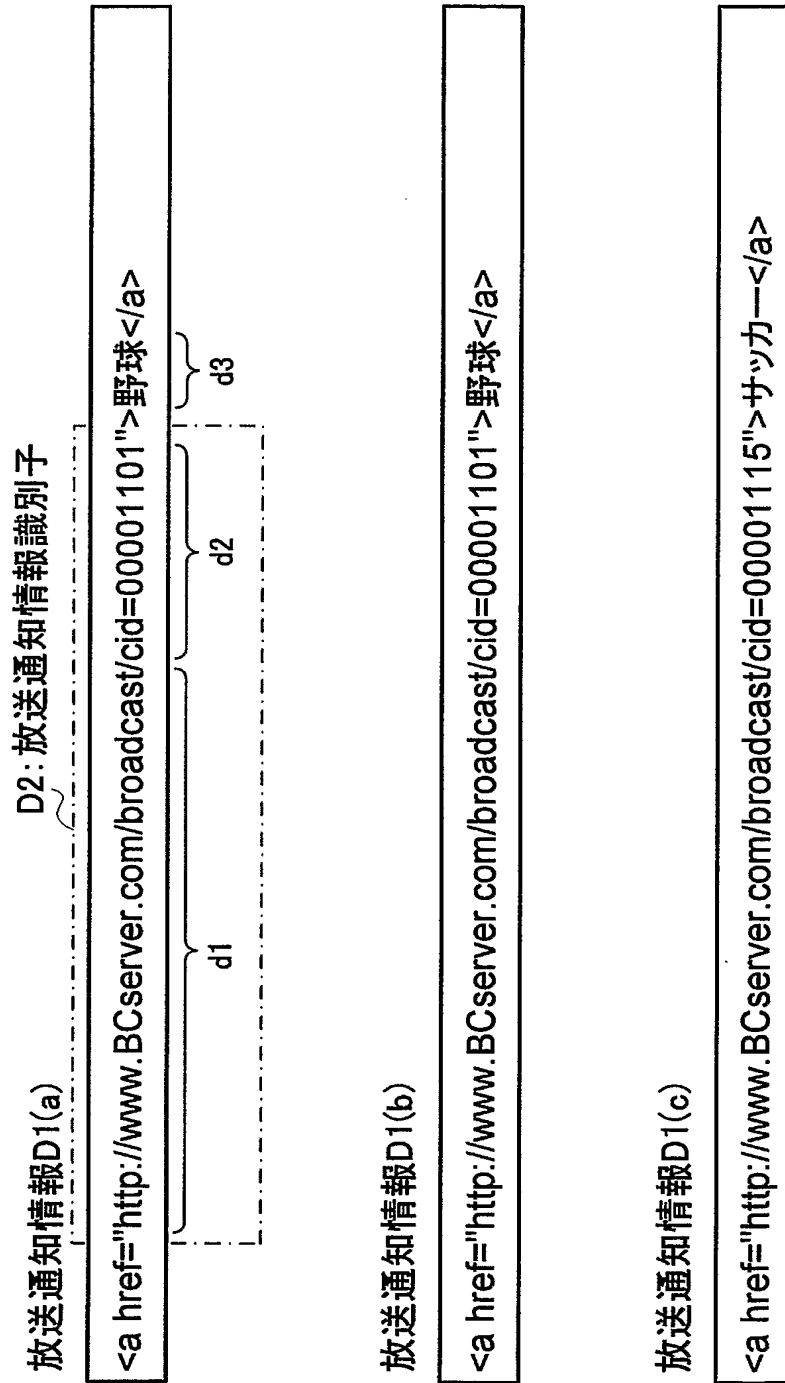 放送通知情報D1(a)
D2:放送通知情報識別子
<a href="http://www.BCserver.com/broadcast/cid=00001101">野球</a>
d1
d2
d3
放送通知情報D1(b)
<a href="http://www.BCserver.com/broadcast/cid=00001101">野球</a>
放送通知情報D1(c)
<a href="http://www.BCserver.com/broadcast/cid=00001115">サッカー</a>